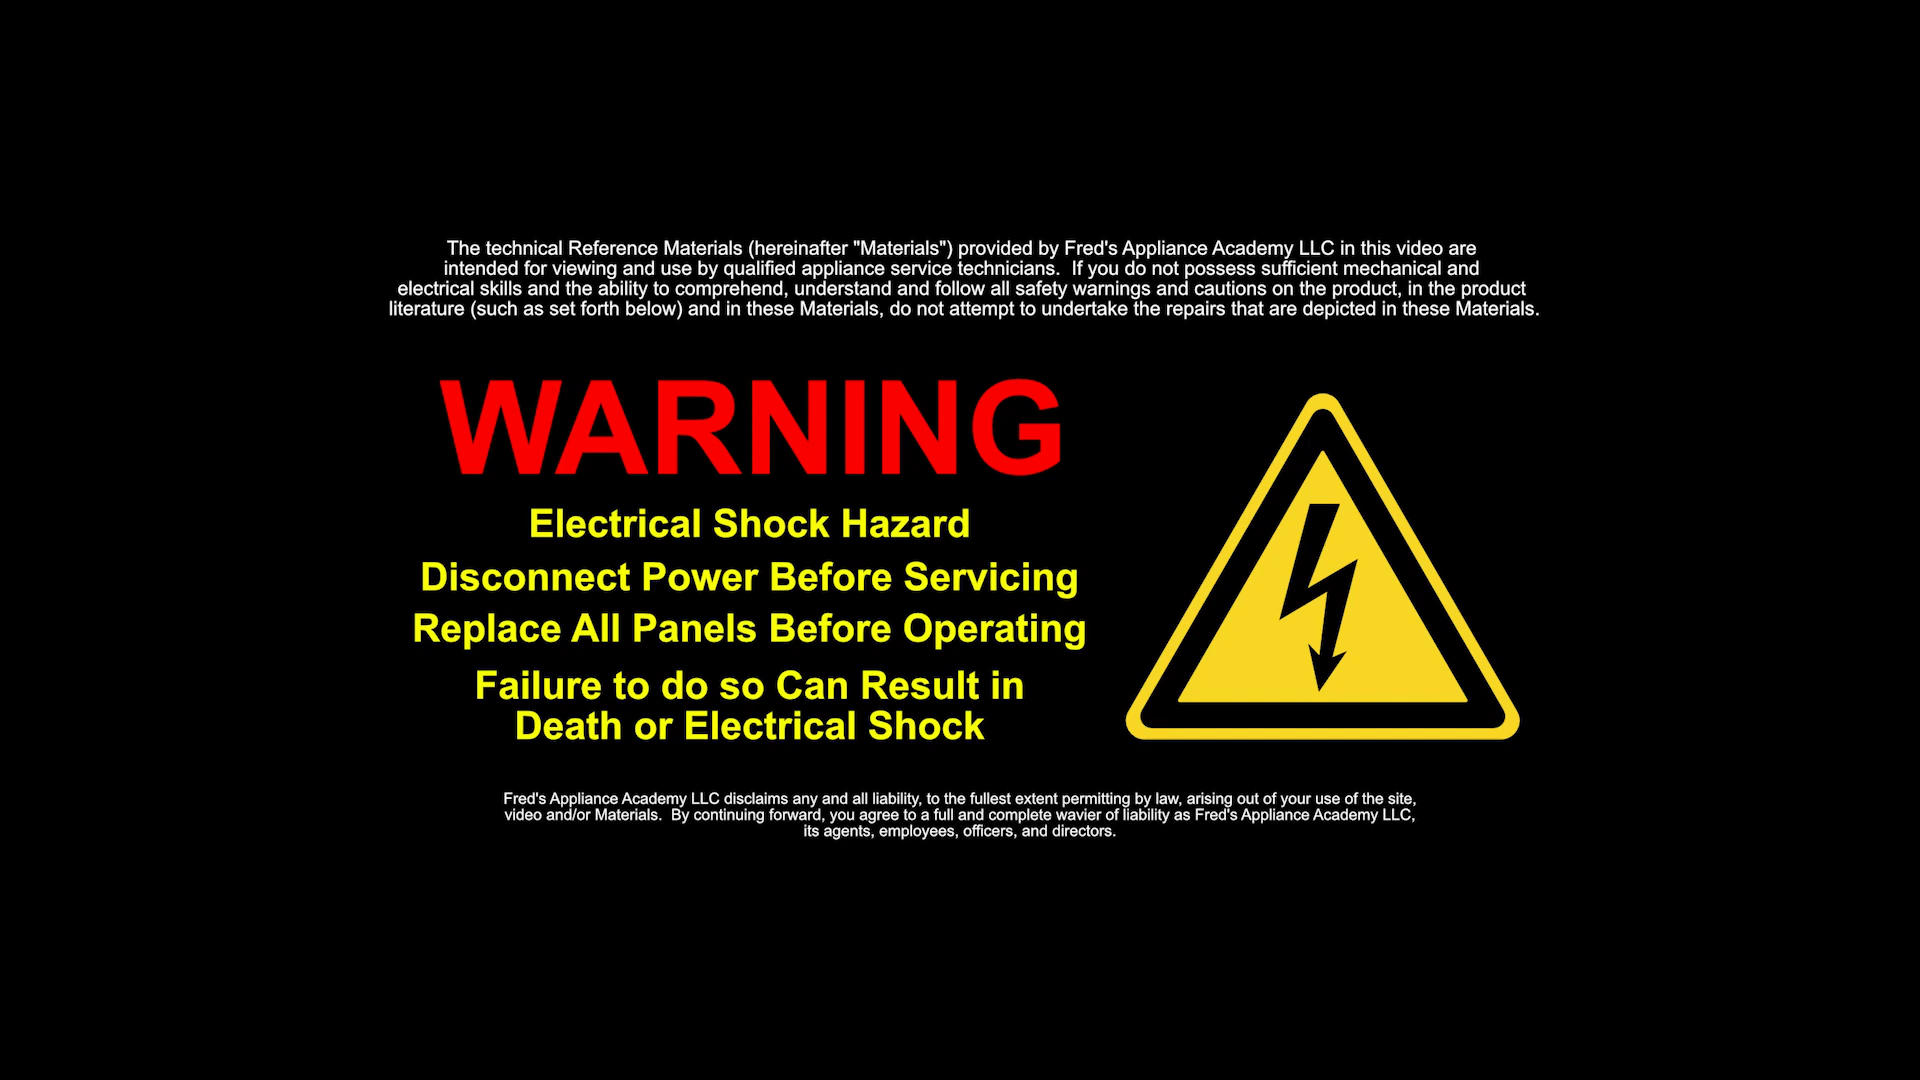 The technical Reference Materials (hereinafter "Materials") provided by Fred's Appliance Academy LLC in this video are
intended for viewing and use by qualified appliance service technicians.  If you do not possess sufficient mechanical and
electrical skills and the ability to comprehend, understand and follow all safety warnings and cautions on the product, in the product
literature (such as set forth below) and in these Materials, do not attempt to undertake the repairs that are depicted in these Materials.
WARNING
Electrical Shock Hazard
Disconnect Power Before Servicing
Replace All Panels Before Operating
Failure to do so Can Result in
Death or Electrical Shock
Fred's Appliance Academy LLC disclaims any and all liability, to the fullest extent permitting by law, arising out of your use of the site,
video and/or Materials.  By continuing forward, you agree to a full and complete wavier of liability as Fred's Appliance Academy LLC,
its agents, employees, officers, and directors.